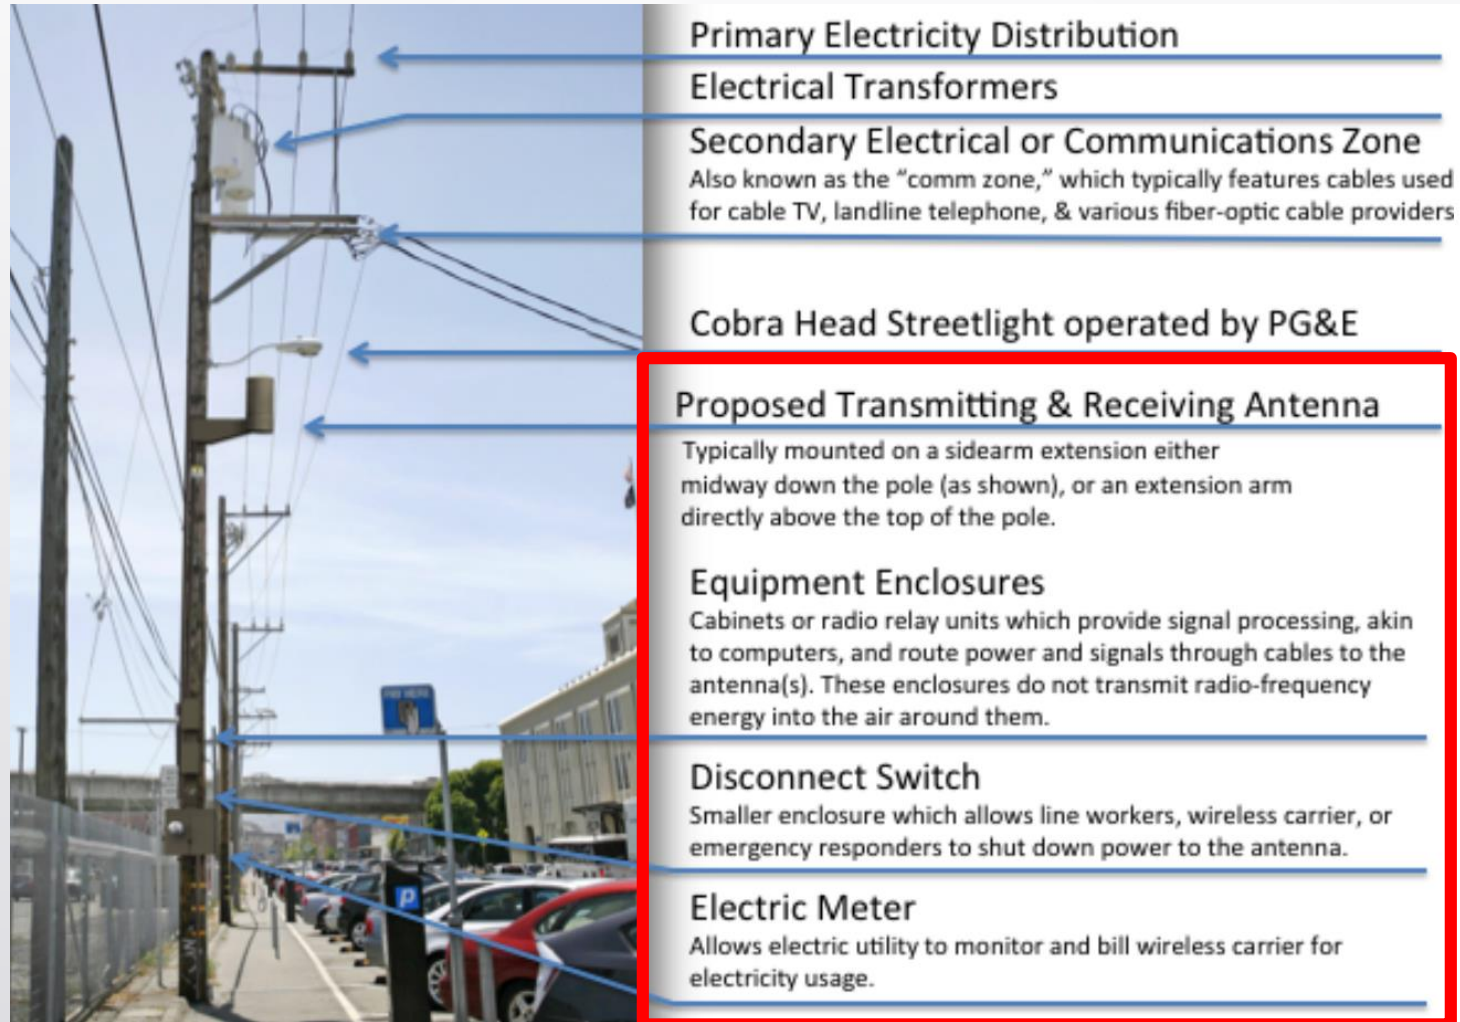 Primary Electricity Distribution
Electrical Transformers
Secondary Electrical or Communications Zone
Also known as the “comm zone,” which typically features cables used
for cable TV, landline telephone, & various fiber-optic cable providers
Cobra Head Streetlight operated by PG&E
Proposed Transmitting & Receiving Antenna
Typically mounted on a sidearm extension either
midway down the pole (as shown), or an extension arm
directly above the top of the pole.
Equipment Enclosures
Cabinets or radio relay units which provide signal processing, akin
to computers, and route power and signals through cables to the
antenna(s). These enclosures do not transmit radio-frequency
energy into the air around them.
Disconnect Switch
Smaller enclosure which allows line workers, wireless carrier, or
emergency responders to shut down power to the antenna.
Electric Meter
Allows electric utility to monitor and bill wireless carrier for
electricity usage.
PAY HERE
P